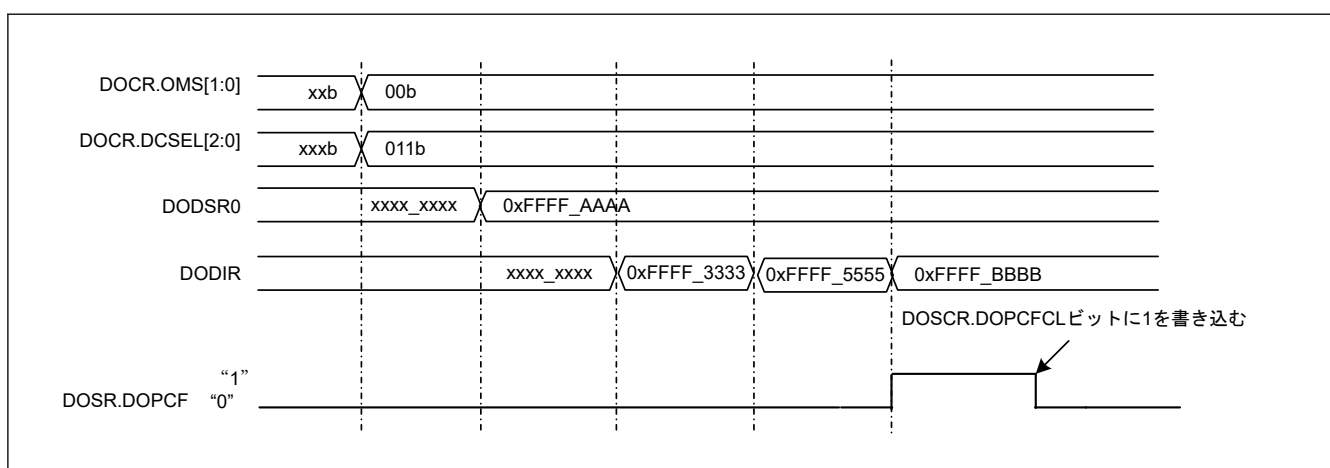 DOCR.OMS[1:0] xxb 00b
DOCR.DCSEL[2:0] xxxb 011b
DODSR0 xxxx_xxxx 0xFFFF_AAAA
DODIR xxxx_xxxx 0xFFFF_3333 0xFFFF_5555 0xFFFF_BBBB
DOSCR.DOPCFCLビットに1を書き込む
“1”
DOSR.DOPCF “0”